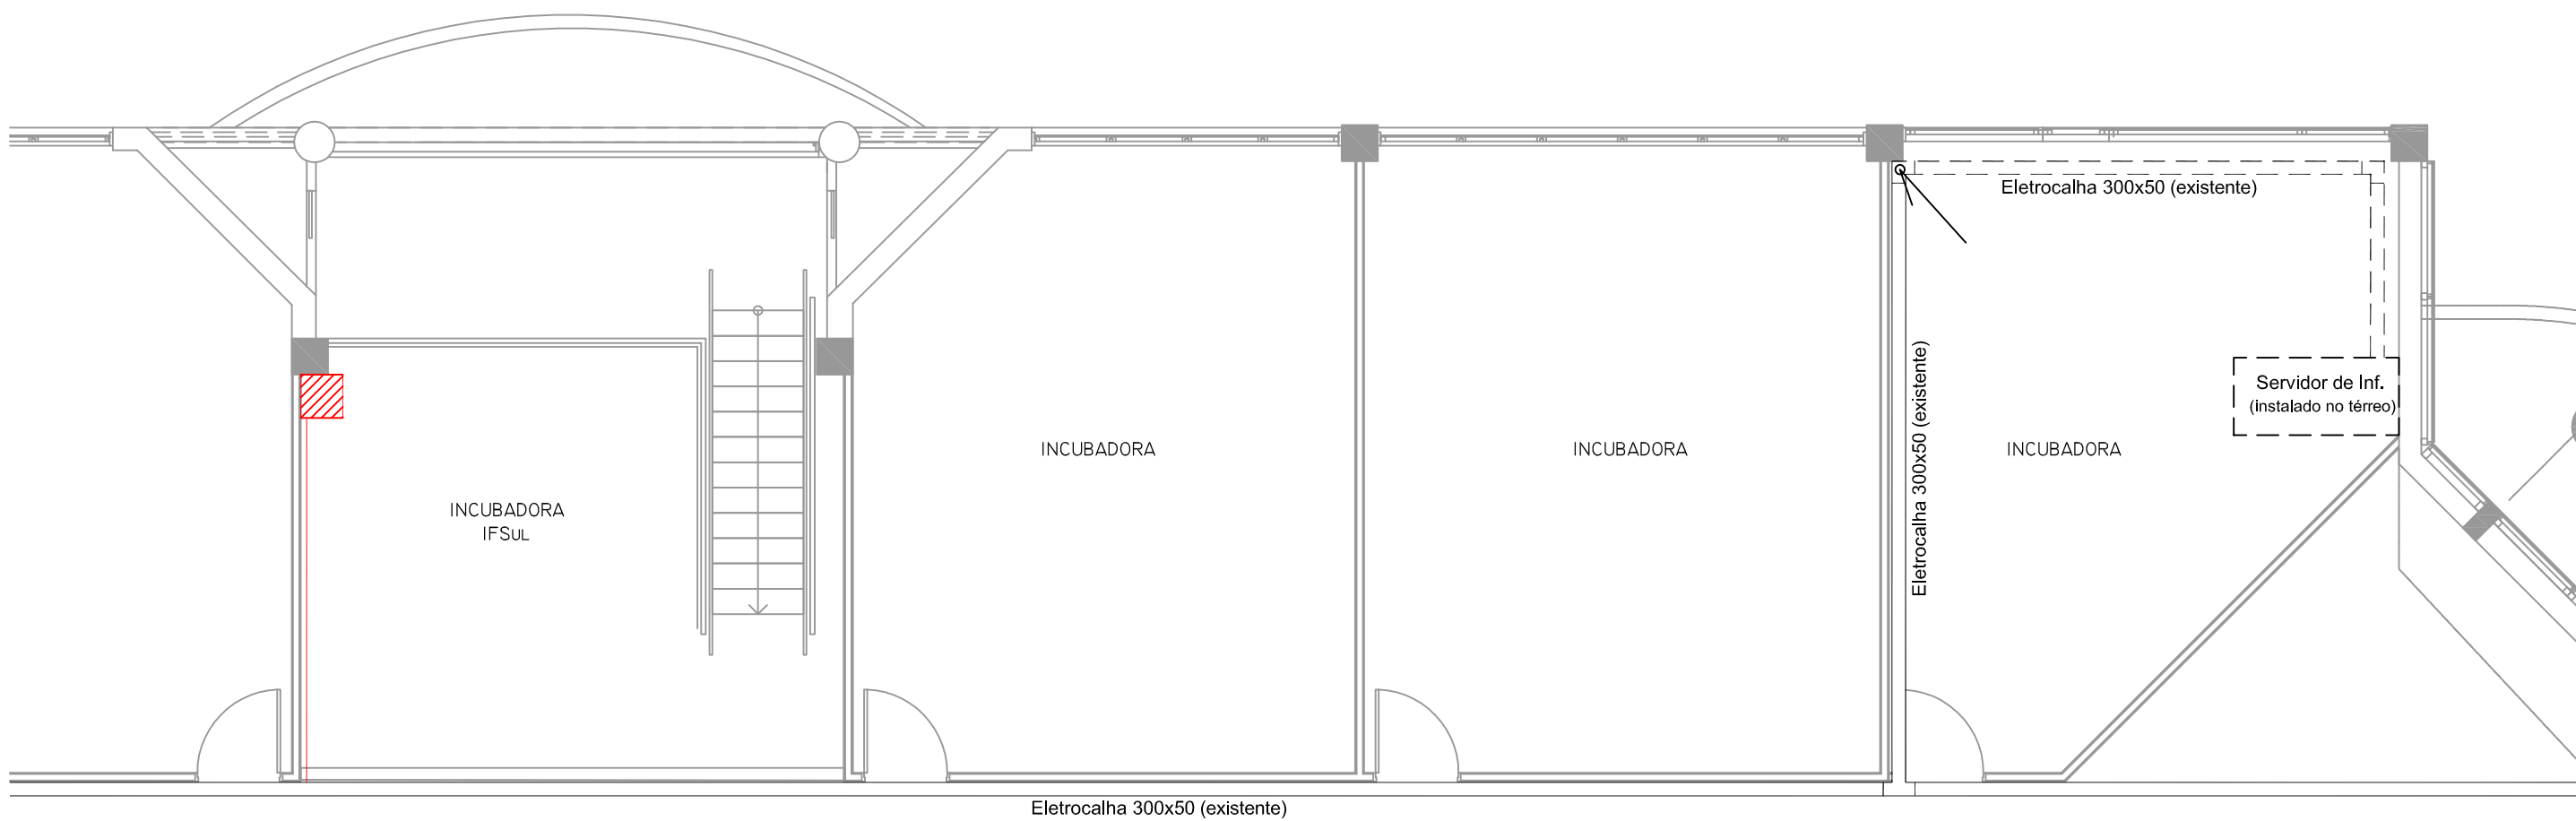 Eletrocalha 300x50 (existente)
Servidor de Inf.
(instalado no térreo)
Eletrocalha 300x50 (existente)
INCUBADORA
INCUBADORA
INCUBADORA
INCUBADORA
IFSUL
Eletrocalha 300x50 (existente)